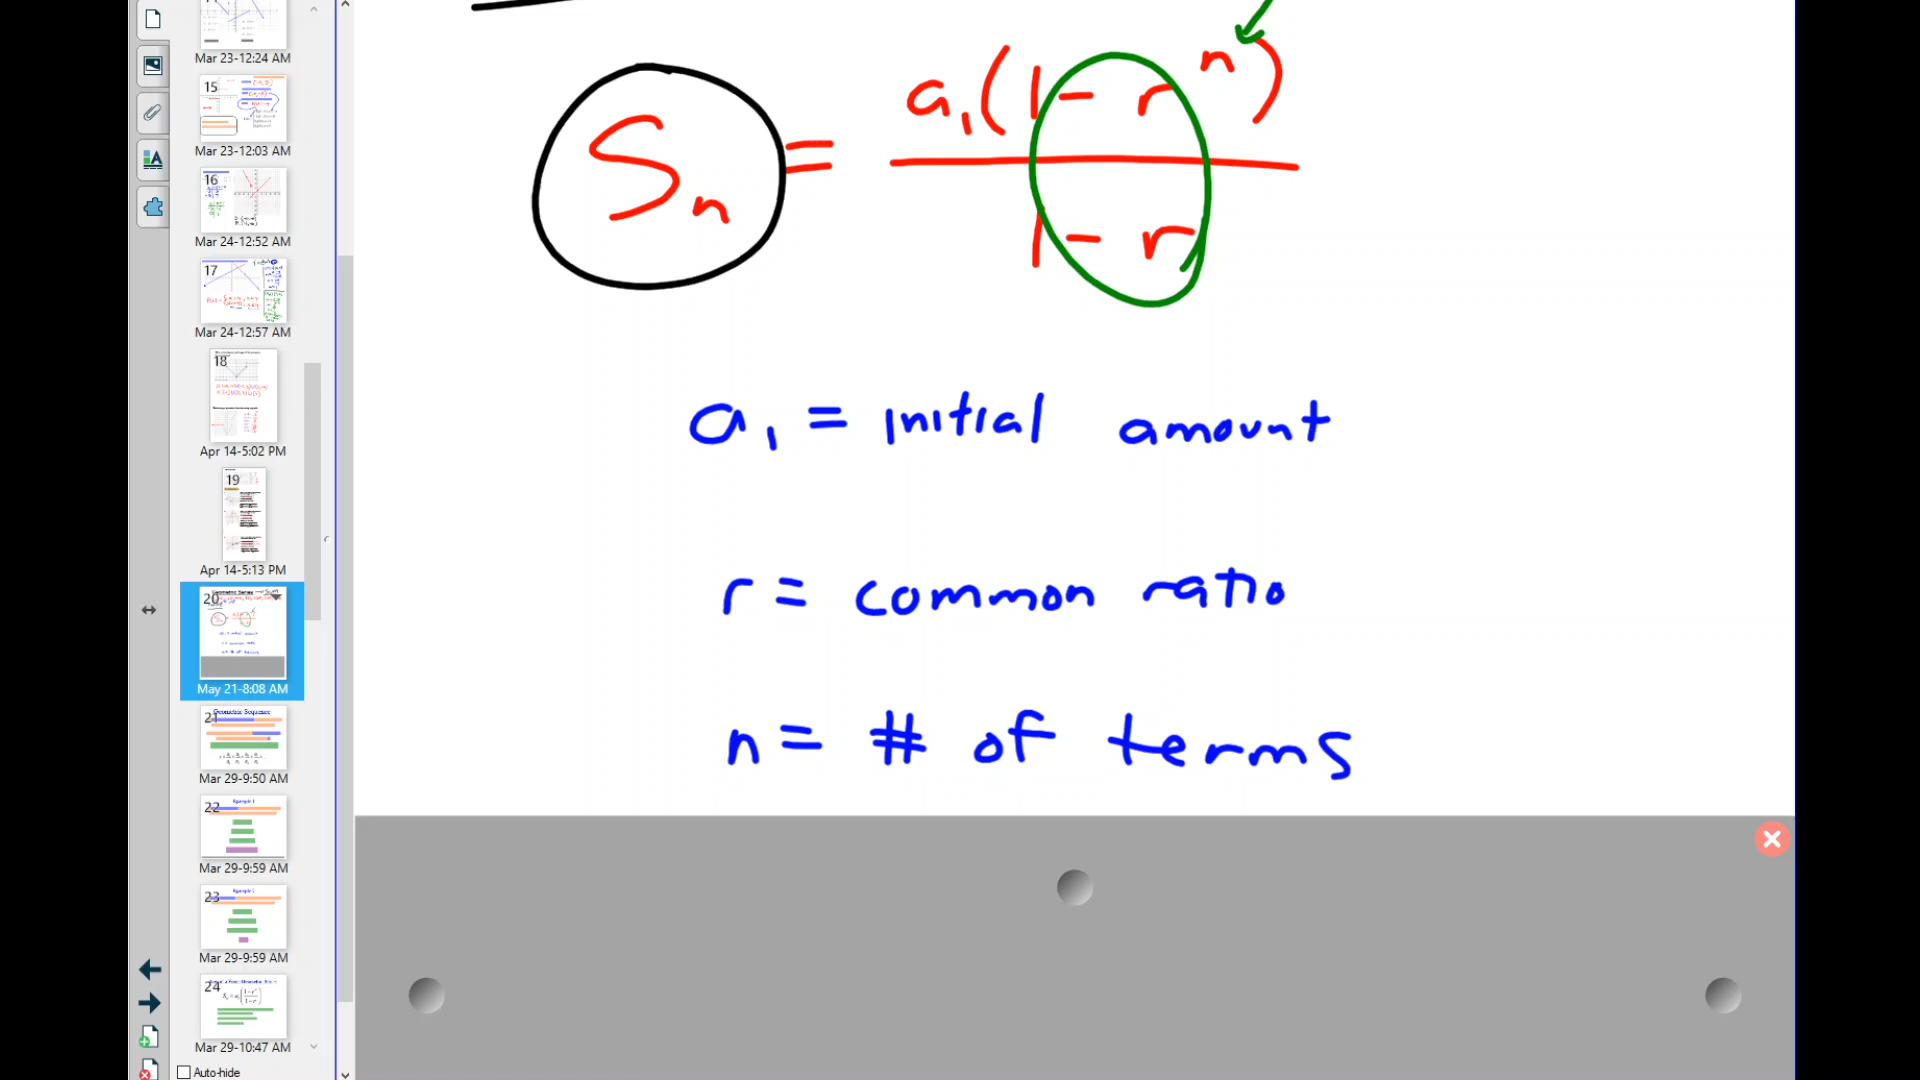 Mar 23-12:24 AM
15
Mar 23-12:03 AM
16
Mar 24-12:52 AM
17
Mar 24-12:57 AM
18
Apr 14-5:02 PM
19
Apr 14-5:13 PM
20
May 21-8:08 AM
21
Geometric Sequence
Mar 29-9:50 AM
22
Example 1
Mar 29-9:59 AM
23
Mar 29-9:59 AM
24
Mar 29-10:47 AM
Auto-hide
Sn = a1(1 - r^n) / 1 - r
a1 = initial amount
r = common ratio
n = # of terms